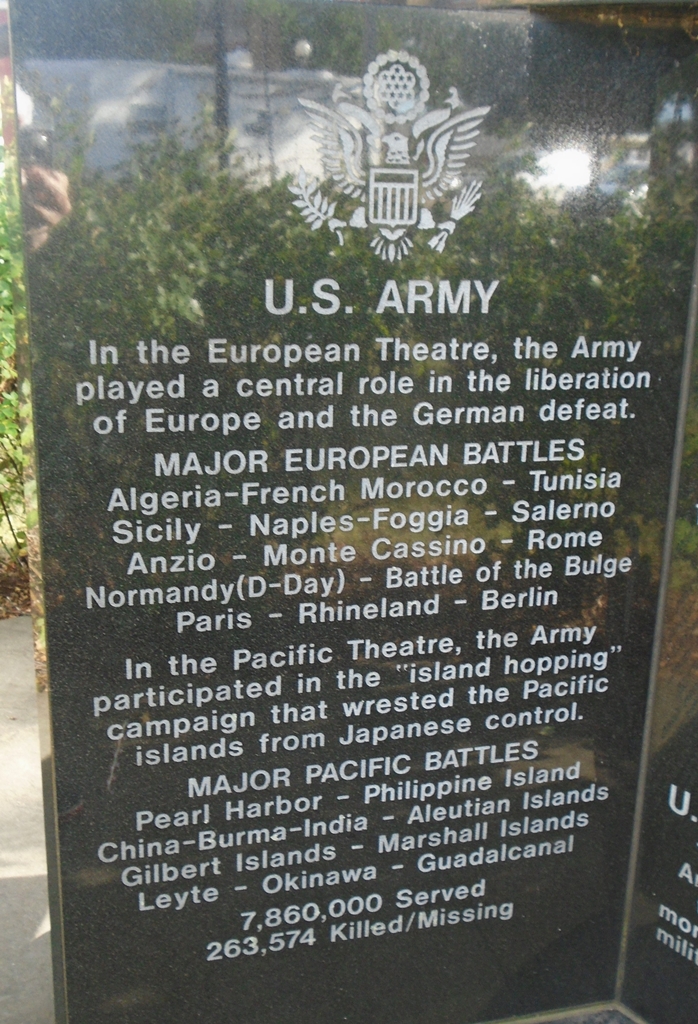 U.S. ARMY
In the European Theatre, the Army
played a central role in the liberation
of Europe and the German defeat.
MAJOR EUROPEAN BATTLES
Algeria-French Morocco - Tunisia
Sicily - Naples-Foggia - Salerno
Anzio - Monte Cassino - Rome
Normandy(D-Day) - Battle of the Bulge
Paris - Rhineland - Berlin
In the Pacific Theatre, the Army
participated in the "island hopping"
campaign that wrested the Pacific
islands from Japanese control.
MAJOR PACIFIC BATTLES
Pearl Harbor - Philippine Island
China-Burma-India - Aleutian Islands
Gilbert Islands - Marshall Islands
Leyte - Okinawa - Guadalcanal
7,860,000 Served
263,574 Killed/Missing
U.